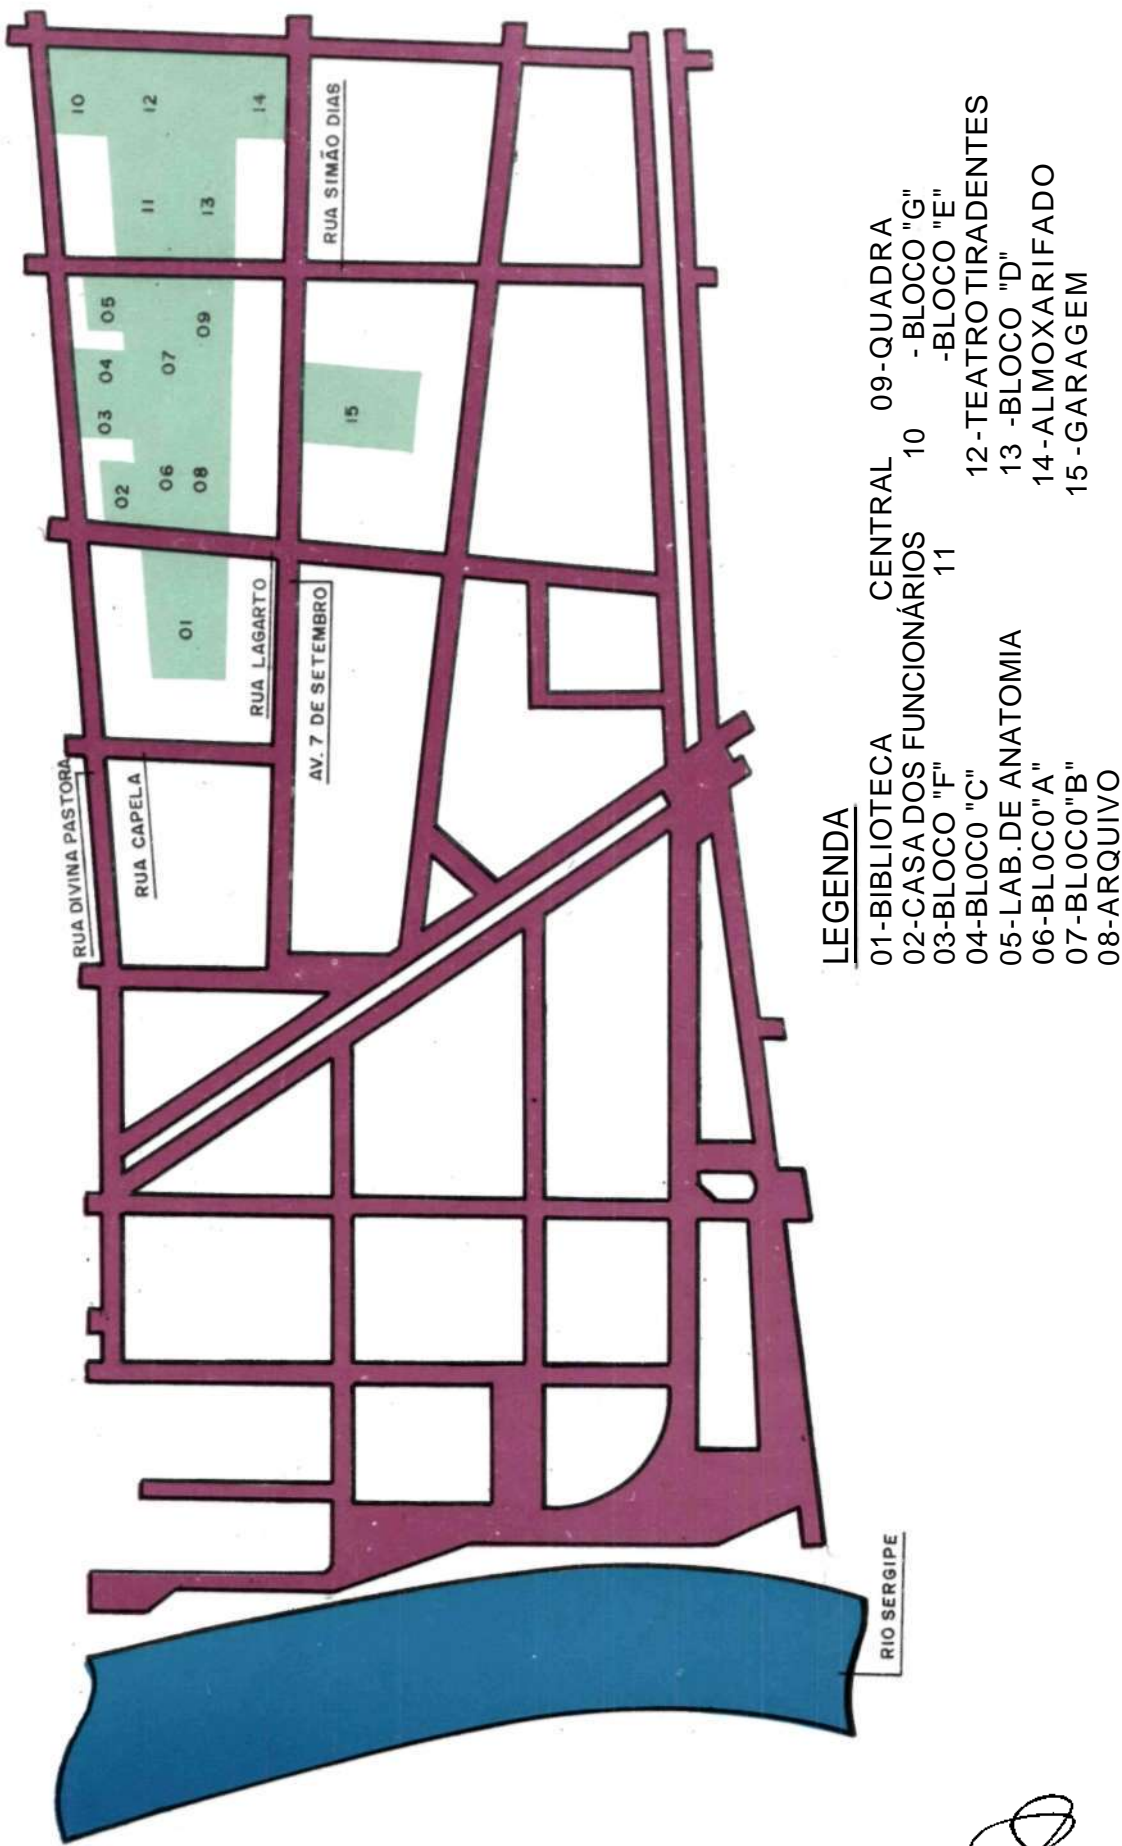 RUA DIVINA PASTORA
RUA CAPELA
RUA LAGARTO
AV. 7 DE SETEMBRO
RUA SIMÃO DIAS
RIO SERGIPE
01
02
03
04
05
06
07
08
09
10
11
12
13
14
15
LEGENDA
01-BIBLIOTECA CENTRAL 09-QUADRA
02-CASA DOS FUNCIONÁRIOS 10 - BLOCO "G"
03-BLOCO "F" 11 -BLOCO "E"
04-BL0C0 "C" 12-TEATROTIRADENTES
05-LAB.DE ANATOMIA 13 -BLOCO "D"
06-BL0C0"A" 14-ALMOXARIFADO
07-BL0C0"B" 15-GARAGEM
08-ARQUIVO